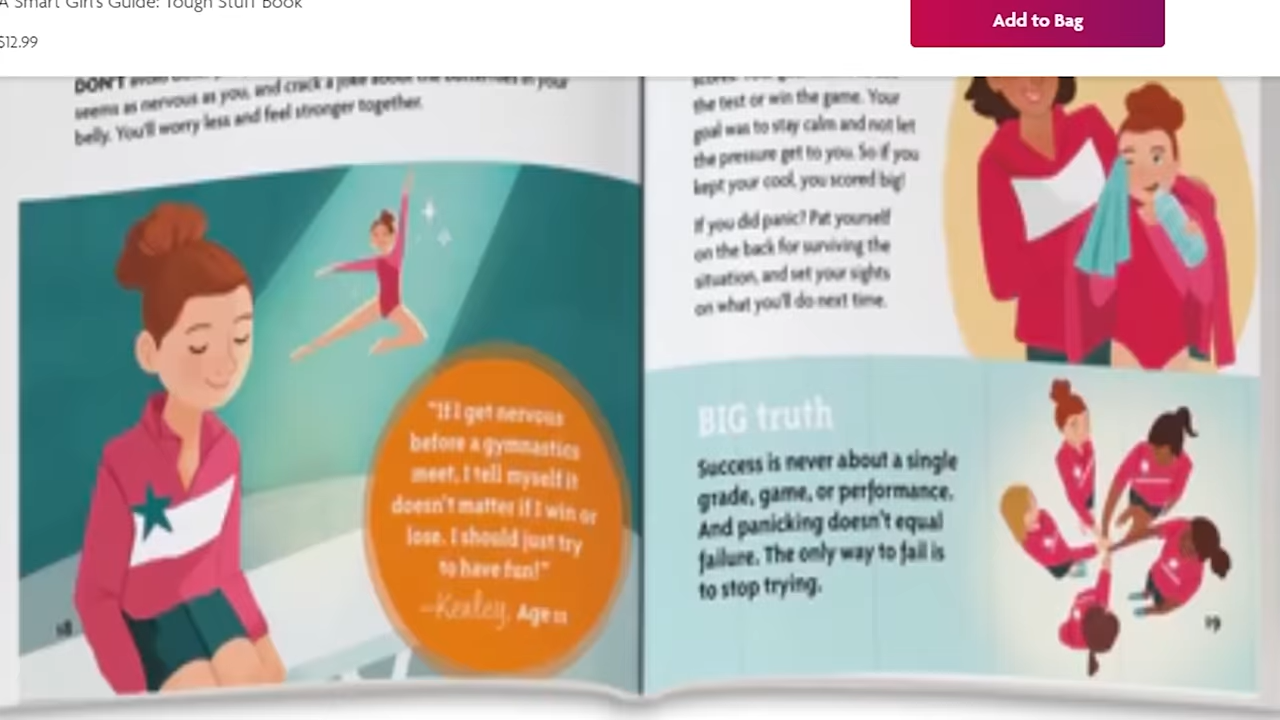 A Smart Girl's Guide: Tough Stuff Book
$12.99
Add to Bag
DON'T
seems as nervous as you, and crack a joke about the butterflies in your
belly. You'll worry less and feel stronger together.
"If I get nervous
before a gymnastics
meet, I tell myself it
doesn't matter if I win or
lose. I should just try
to have fun!"
Age 11
18
the test or win the game. Your
goal was to stay calm and not let
the pressure get to you. So if you
kept your cool, you scored big!
If you did panic? Pat yourself
on the back for surviving the
situation, and set your sights
on what you'll do next time.
BIG truth
Success is never about a single
grade, game, or performance.
And panicking doesn't equal
failure. The only way to fail is
to stop trying.
19